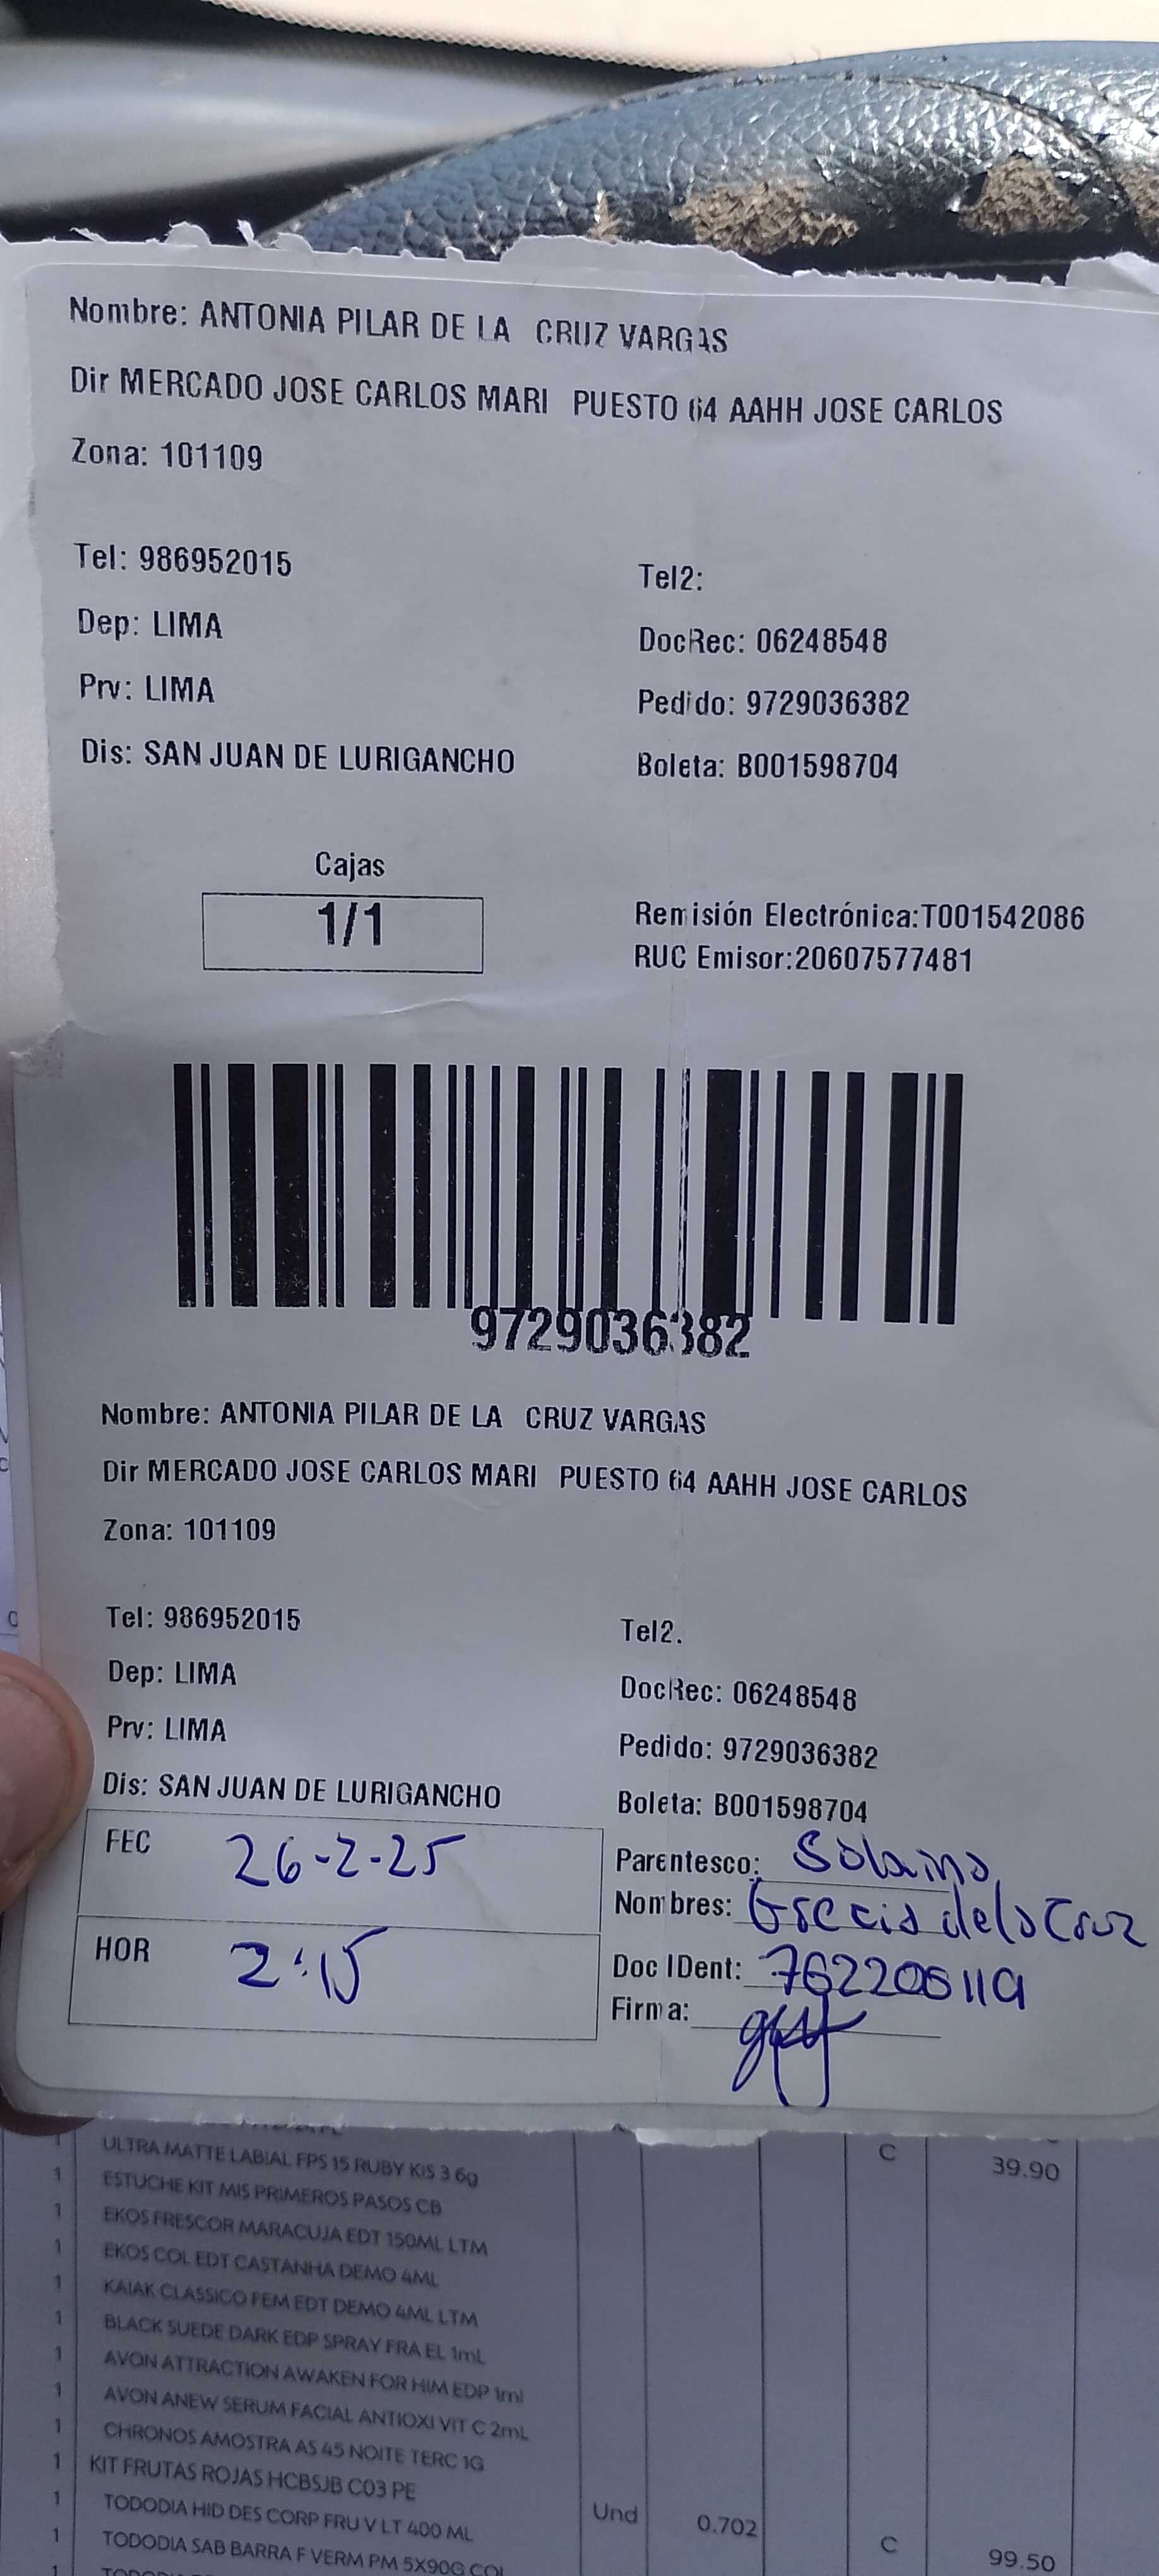 Nombre: ANTONIA PILAR DE LA CRUZ VARGAS
Dir MERCADO JOSE CARLOS MARI PUESTO 64 AAHH JOSE CARLOS
Zona: 101109
Tel: 986952015
Tel2:
Dep: LIMA
DocRec: 06248548
Prv: LIMA
Pedido: 9729036382
Dis: SAN JUAN DE LURIGANCHO
Boleta: B001598704
Cajas
1/1
Remisión Electrónica:T001542086
RUC Emisor:20607577481
9729036382
Nombre: ANTONIA PILAR DE LA CRUZ VARGAS
Dir MERCADO JOSE CARLOS MARI PUESTO 64 AAHH JOSE CARLOS
Zona: 101109
Tel: 986952015
Tel2.
Dep: LIMA
DocRec: 06248548
Prv: LIMA
Pedido: 9729036382
Dis: SAN JUAN DE LURIGANCHO
Boleta: B001598704
FEC 26-2-25
Parentesco:
Nombres: Cruz
HOR 2:15
Doc IDent:
Firma:
1 ULTRA MATTE LABIAL FPS 15 RUBY KIS 3 6g C 39.90
1 ESTUCHE KIT MIS PRIMEROS PASOS CB
1 EKOS FRESCOR MARACUJA EDT 150ML LTM
1 EKOS COL EDT CASTANHA DEMO 4ML
1 KAIAK CLASSICO FEM EDT DEMO 4ML LTM
1 BLACK SUEDE DARK EDP SPRAY FRA EL 1mL
1 AVON ATTRACTION AWAKEN FOR HIM EDP 1ml
1 AVON ANEW SERUM FACIAL ANTIOXI VIT C 2mL
1 CHRONOS AMOSTRA AS 45 NOITE TERC 1G
1 KIT FRUTAS ROJAS HCBSJB C03 PE
1 TODODIA HID DES CORP FRU V LT 400 ML Und 0.702 C 99.50
1 TODODIA SAB BARRA F VERM PM 5X90G COL
1